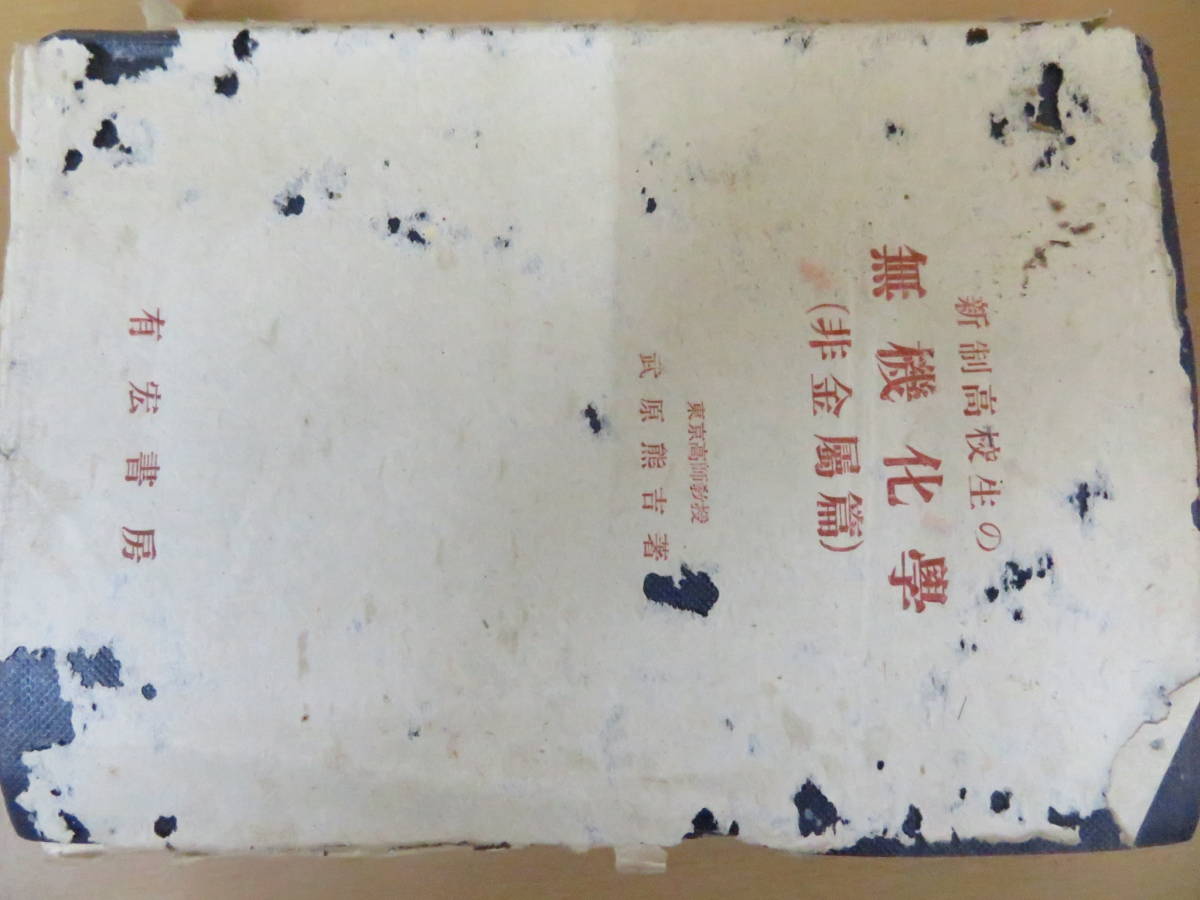 新制高校生の
無機化學
(非金屬篇)
東京高師教授
武原熊吉著
有宏書房